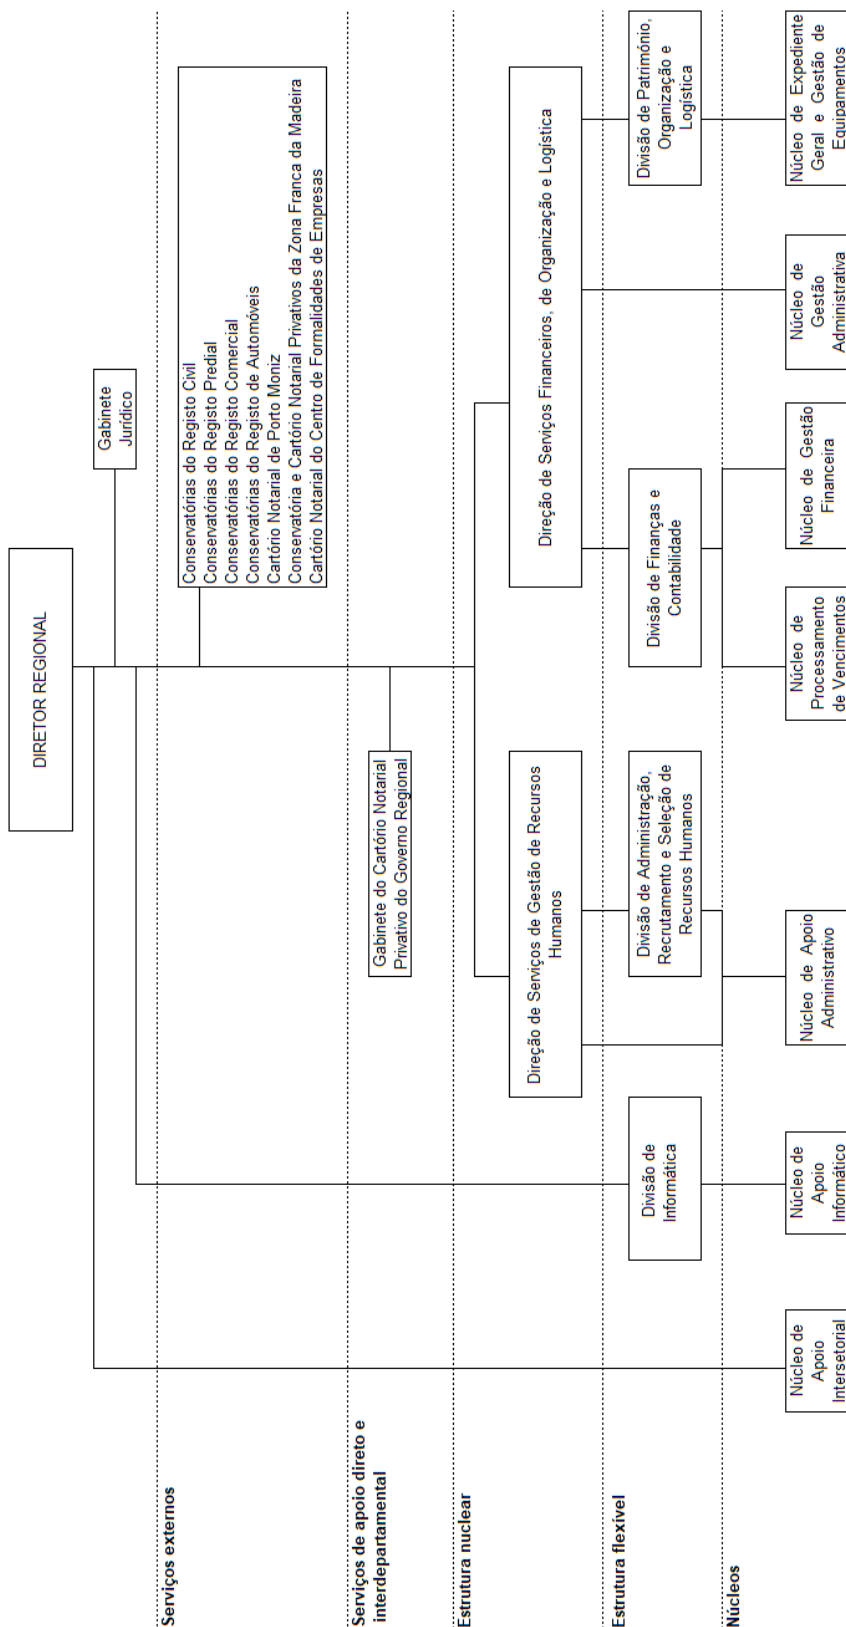 DIRETOR REGIONAL
Gabinete
Jurídico
Serviços externos
Conservatórias do Registo Civil
Conservatórias do Registo Predial
Conservatórias do Registo Comercial
Conservatórias do Registo de Automóveis
Cartório Notarial de Porto Moniz
Conservatória e Cartório Notarial Privativos da Zona Franca da Madeira
Cartório Notarial do Centro de Formalidades de Empresas
Serviços de apoio direto e
interdepartamental
Gabinete do Cartório Notarial
Privativo do Governo Regional
Estrutura nuclear
Direção de Serviços de Gestão de Recursos
Humanos
Direção de Serviços Financeiros, de Organização e Logística
Estrutura flexível
Divisão de
Informática
Divisão de Administração,
Recrutamento e Seleção de
Recursos Humanos
Divisão de Finanças e
Contabilidade
Divisão de Património,
Organização e
Logística
Núcleos
Núcleo de
Apoio
Intersetorial
Núcleo de
Apoio
Informático
Núcleo de Apoio
Administrativo
Núcleo de
Processamento
de Vencimentos
Núcleo de Gestão
Financeira
Núcleo de
Gestão
Administrativa
Núcleo de Expediente
Geral e Gestão de
Equipamentos